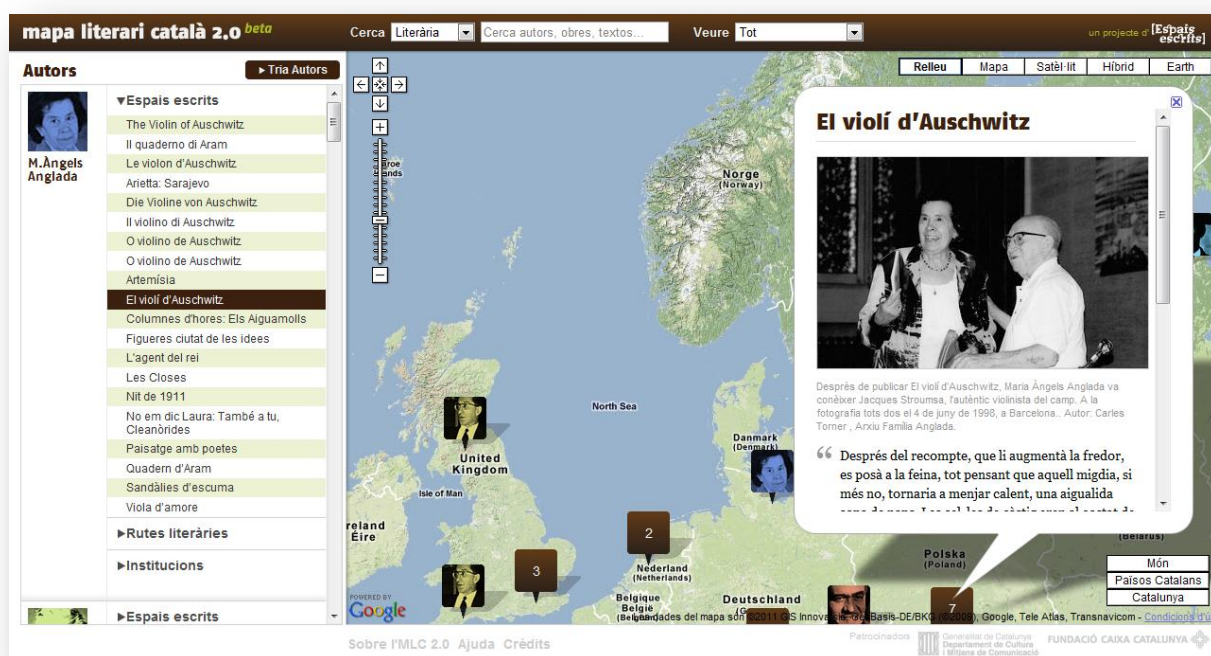 mapa literari català 2.0 beta
Cerca Literària Cerca autors, obres, textos... Veure Tot
un projecte d' [Espais escrits]
Autors
▸Tria Autors
M.Àngels
Anglada
▾Espais escrits
The Violin of Auschwitz
Il quaderno di Aram
Le violon d'Auschwitz
Arietta: Sarajevo
Die Violine von Auschwitz
Il violino di Auschwitz
O violino de Auschwitz
O violino de Auschwitz
Artemísia
El violí d'Auschwitz
Columnes d'hores: Els Aiguamolls
Figueres ciutat de les idees
L'agent del rei
Les Closes
Nit de 1911
No em dic Laura: També a tu,
Cleanòrides
Paisatge amb poetes
Quadern d'Aram
Sandàlies d'escuma
Viola d'amore
▸Rutes literàries
▸Institucions
▸Espais escrits
Relleu Mapa Satèl·lit Híbrid Earth
Norge
(Norway)
North Sea
Danmark
(Denmark)
United
Kingdom
Isle of Man
Éire
2
3
7
Nederland
(Netherlands)
Belgique
België
Deutschland
Polska
(Poland)
(Belarus)
El violí d'Auschwitz
Després de publicar El violí d'Auschwitz, Maria Àngels Anglada va
conèixer Jacques Stroumsa, l'autèntic violinista del camp. A la
fotografia tots dos el 4 de juny de 1998, a Barcelona.. Autor: Carles
Torner , Arxiu Família Anglada.
“ Després del recompte, que li augmentà la fredor,
es posà a la feina, tot pensant que aquell migdia, si
més no, tornaria a menjar calent, una aigualida
Món
Països Catalans
Catalunya
POWERED BY
Google
Google, Tele Atlas, Transnavicom - Condicions d'u
Sobre l'MLC 2.0 Ajuda Crèdits
Patrocinadors
Generalitat de Catalunya
Departament de Cultura
i Mitjans de Comunicació
FUNDACIÓ CAIXA CATALUNYA